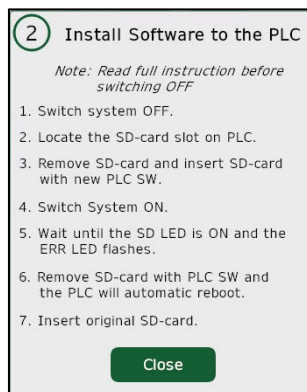 2 Install Software to the PLC
Note: Read full instruction before
switching OFF
1. Switch system OFF.
2. Locate the SD-card slot on PLC.
3. Remove SD-card and insert SD-card
with new PLC SW.
4. Switch System ON.
5. Wait until the SD LED is ON and the
ERR LED flashes.
6. Remove SD-card with PLC SW and
the PLC will automatic reboot.
7. Insert original SD-card.
Close